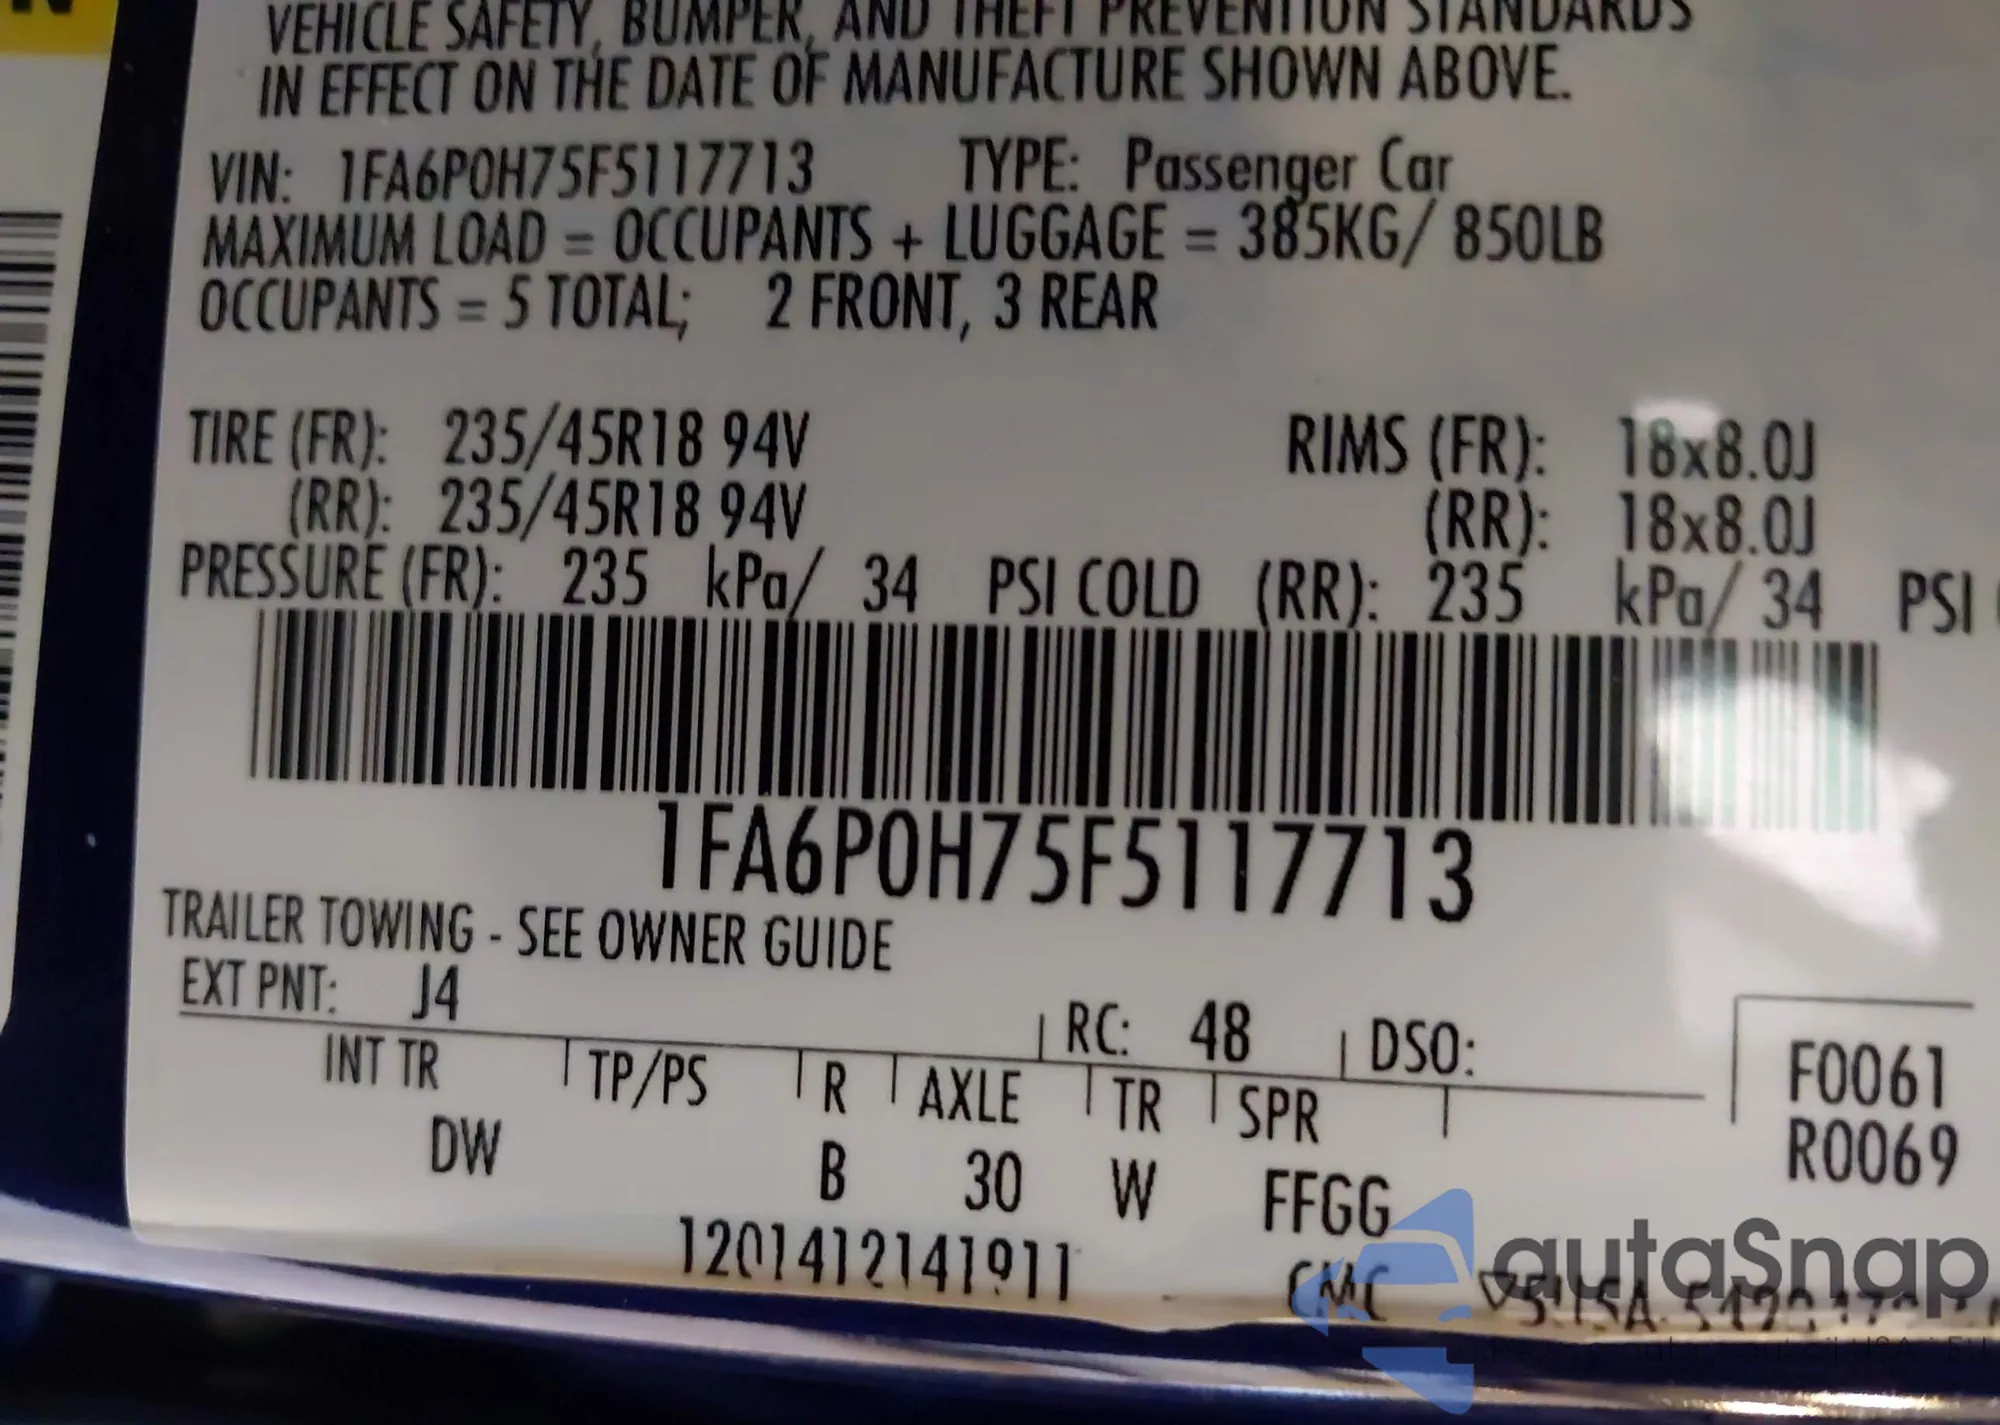 N
VEHICLE SAFETY, BUMPER, AND THEFT PREVENTION STANDARDS
IN EFFECT ON THE DATE OF MANUFACTURE SHOWN ABOVE.
VIN: 1FA6P0H75F5117713 TYPE: Passenger Car
MAXIMUM LOAD = OCCUPANTS + LUGGAGE = 385KG/ 850LB
OCCUPANTS = 5 TOTAL; 2 FRONT, 3 REAR
TIRE (FR): 235/45R18 94V RIMS (FR): 18x8.0J
(RR): 235/45R18 94V (RR): 18x8.0J
PRESSURE (FR): 235 kPa/ 34 PSI COLD (RR): 235 kPa/ 34 PSI
1FA6P0H75F5117713
TRAILER TOWING - SEE OWNER GUIDE
EXT PNT: J4 RC: 48 DSO:
INT TR TP/PS R AXLE TR SPR
DW B 30 W FFGG
F0061
R0069
1201412141911
autaSnap